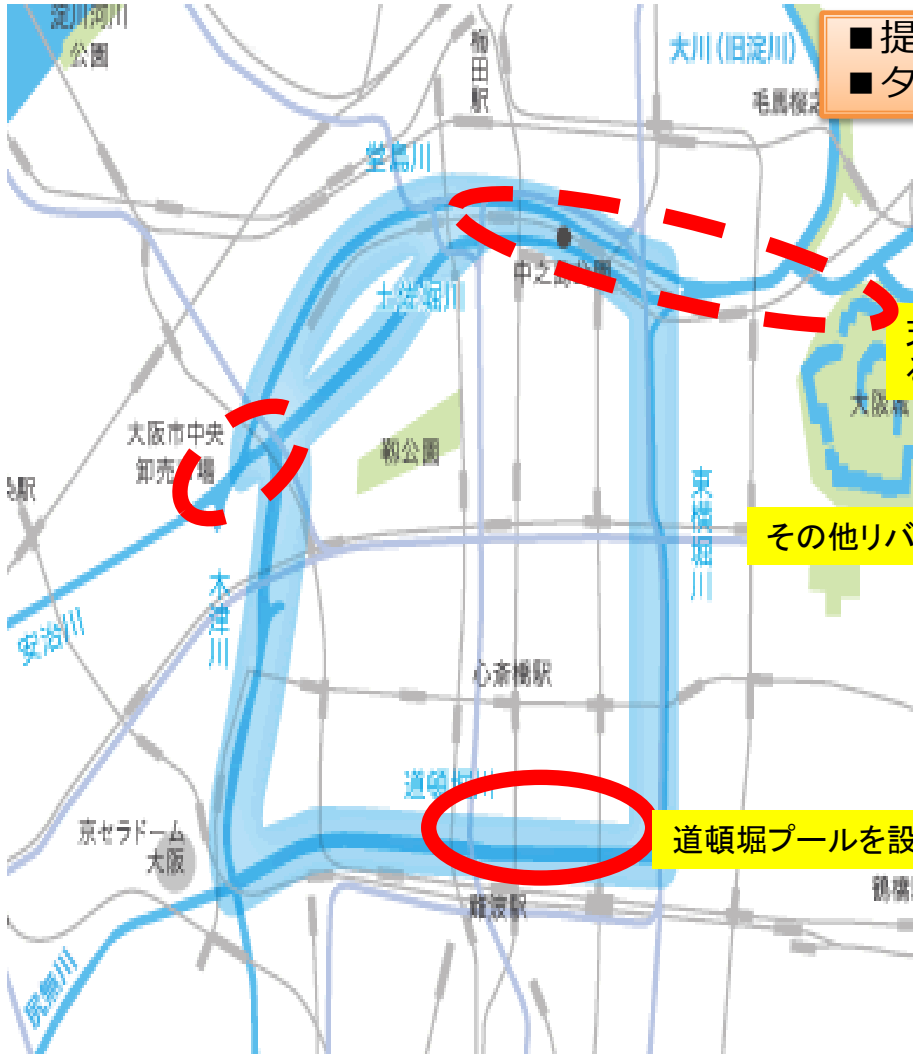 淀川河川
公園
梅田駅
大川(旧淀川)
■提
■タ
毛馬桜之
堂島川
中之島公園
土佐堀川
大阪市中央
卸売市場
靭公園
大阪城
東横堀川
その他リバ
木津川
安治川
心斎橋駅
道頓堀川
京セラドーム
大阪
道頓堀プールを設
鶴橋
難波駅
尻無川